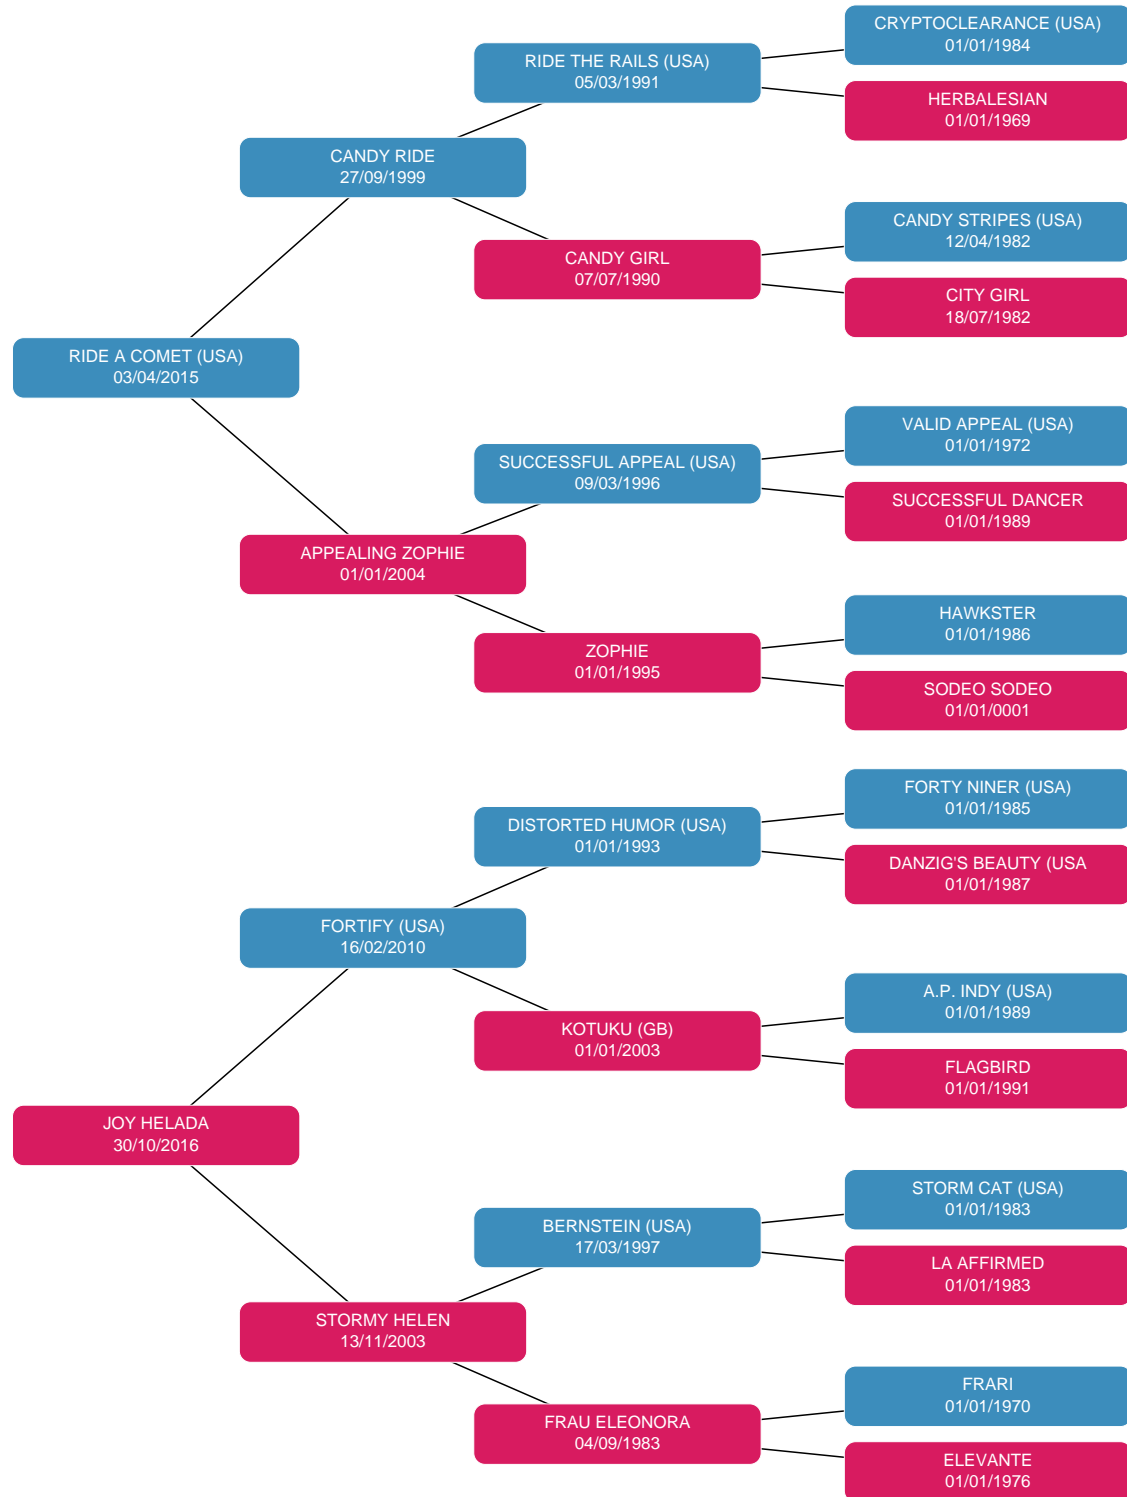 CRYPTOCLEARANCE (USA)
01/01/1984
RIDE THE RAILS (USA)
05/03/1991
HERBALESIAN
01/01/1969
CANDY RIDE
27/09/1999
CANDY STRIPES (USA)
12/04/1982
CANDY GIRL
07/07/1990
CITY GIRL
18/07/1982
RIDE A COMET (USA)
03/04/2015
VALID APPEAL (USA)
01/01/1972
SUCCESSFUL APPEAL (USA)
09/03/1996
SUCCESSFUL DANCER
01/01/1989
APPEALING ZOPHIE
01/01/2004
HAWKSTER
01/01/1986
ZOPHIE
01/01/1995
SODEO SODEO
01/01/0001
FORTY NINER (USA)
01/01/1985
DISTORTED HUMOR (USA)
01/01/1993
DANZIG'S BEAUTY (USA
01/01/1987
FORTIFY (USA)
16/02/2010
A.P. INDY (USA)
01/01/1989
KOTUKU (GB)
01/01/2003
FLAGBIRD
01/01/1991
JOY HELADA
30/10/2016
STORM CAT (USA)
01/01/1983
BERNSTEIN (USA)
17/03/1997
LA AFFIRMED
01/01/1983
STORMY HELEN
13/11/2003
FRARI
01/01/1970
FRAU ELEONORA
04/09/1983
ELEVANTE
01/01/1976